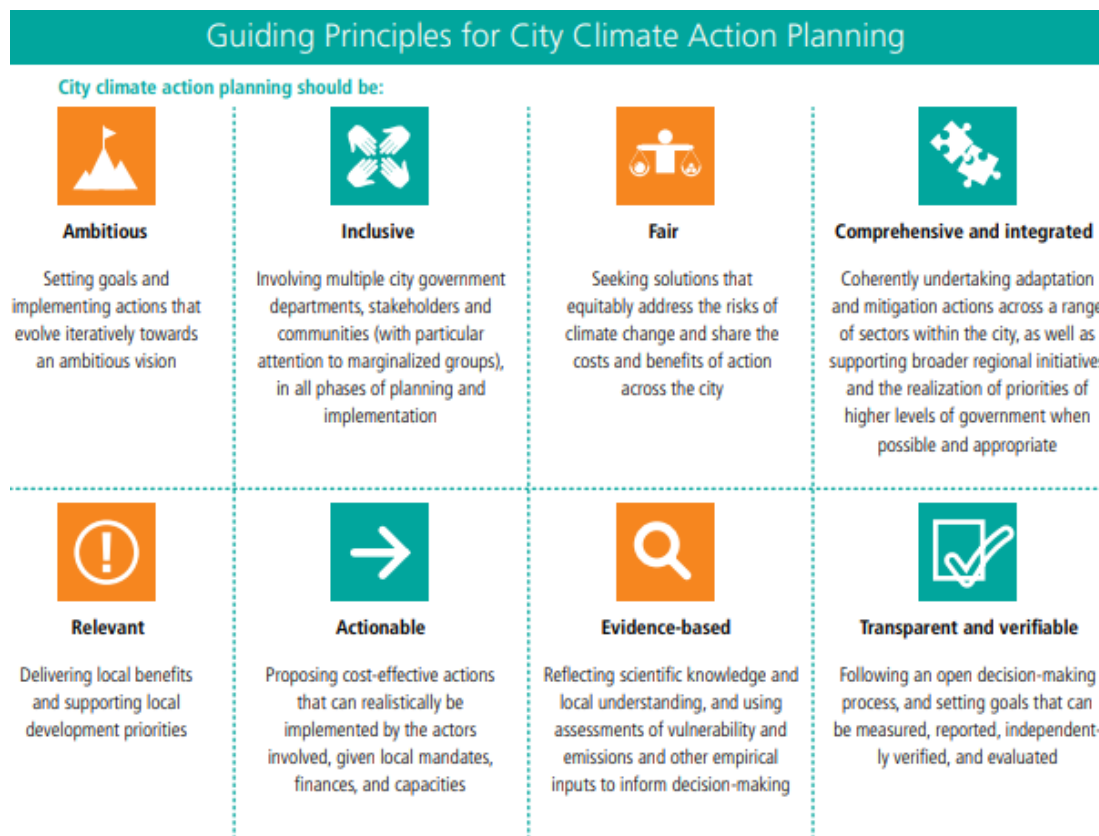 Guiding Principles for City Climate Action Planning
City climate action planning should be:
Ambitious
Setting goals and
implementing actions that
evolve iteratively towards
an ambitious vision
Inclusive
Involving multiple city government
departments, stakeholders and
communities (with particular
attention to marginalized groups),
in all phases of planning and
implementation
Fair
Seeking solutions that
equitably address the risks of
climate change and share the
costs and benefits of action
across the city
Comprehensive and integrated
Coherently undertaking adaptation
and mitigation actions across a range
of sectors within the city, as well as
supporting broader regional initiatives
and the realization of priorities of
higher levels of government when
possible and appropriate
Relevant
Delivering local benefits
and supporting local
development priorities
Actionable
Proposing cost-effective actions
that can realistically be
implemented by the actors
involved, given local mandates,
finances, and capacities
Evidence-based
Reflecting scientific knowledge and
local understanding, and using
assessments of vulnerability and
emissions and other empirical
inputs to inform decision-making
Transparent and verifiable
Following an open decision-making
process, and setting goals that can
be measured, reported, independent-
ly verified, and evaluated